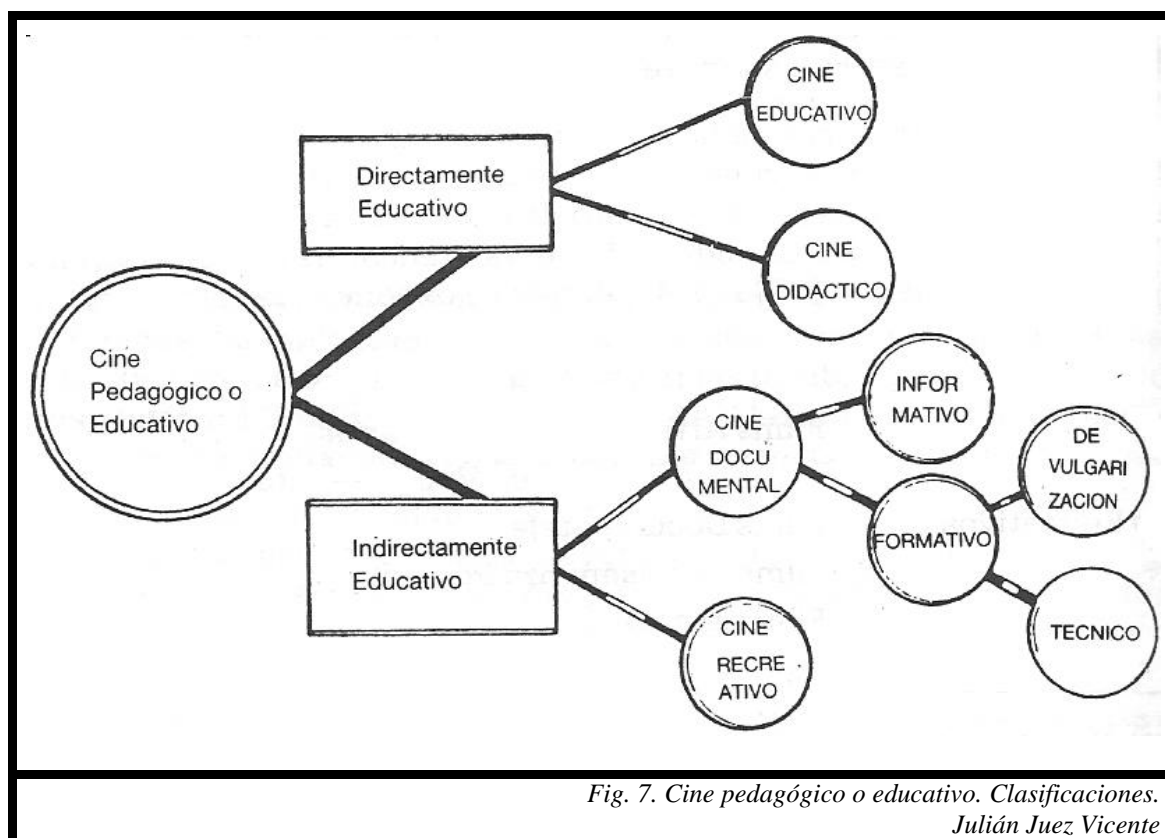 CINE
EDUCATIVO
Directamente
Educativo
CINE
DIDACTICO
Cine
Pedagógico o
Educativo
INFOR
MATIVO
CINE
DOCU
MENTAL
DE
VULGARI
ZACION
FORMATIVO
Indirectamente
Educativo
CINE
RECRE
ATIVO
TECNICO
Fig. 7. Cine pedagógico o educativo. Clasificaciones.
Julián Juez Vicente